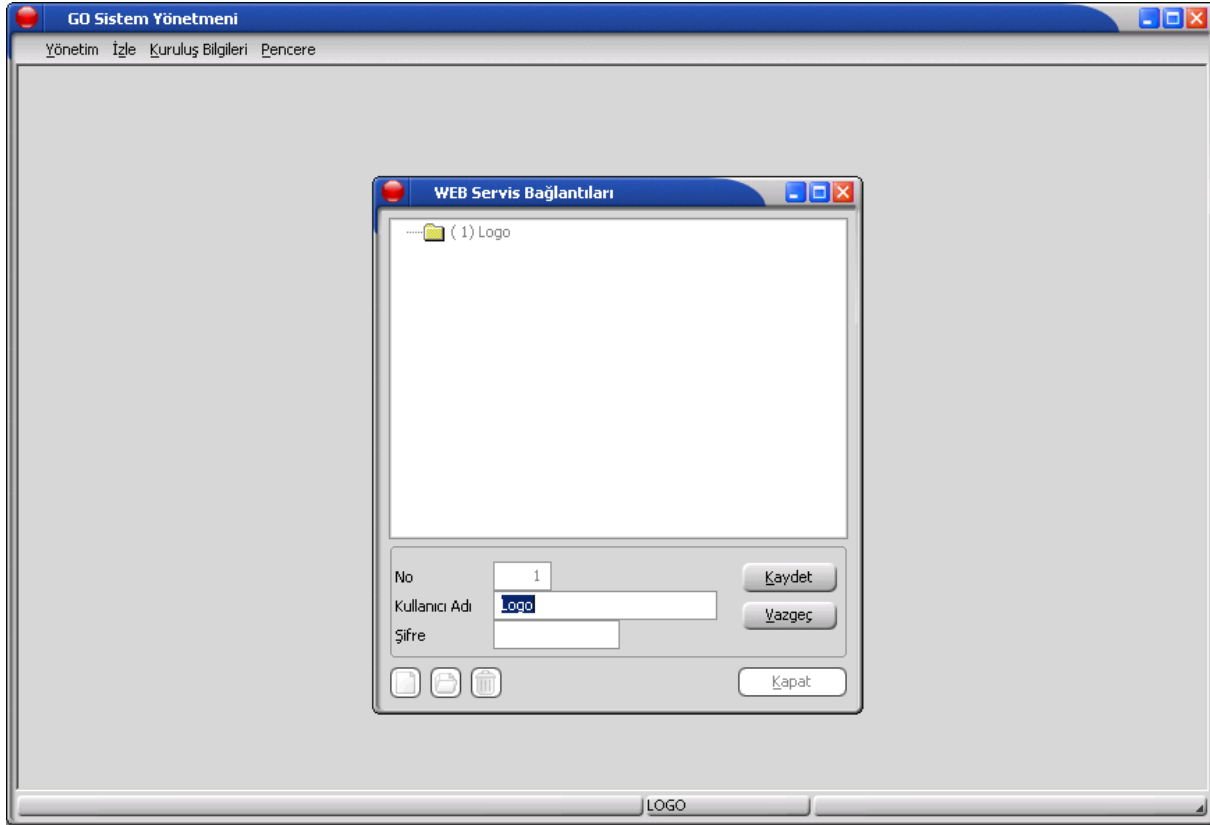 GO Sistem Yönetmeni
Yönetim İzle Kuruluş Bilgileri Pencere
WEB Servis Bağlantıları
( 1) Logo
No 1 Kaydet
Kullanıcı Adı Logo
Vazgeç
Şifre
Kapat
LOGO